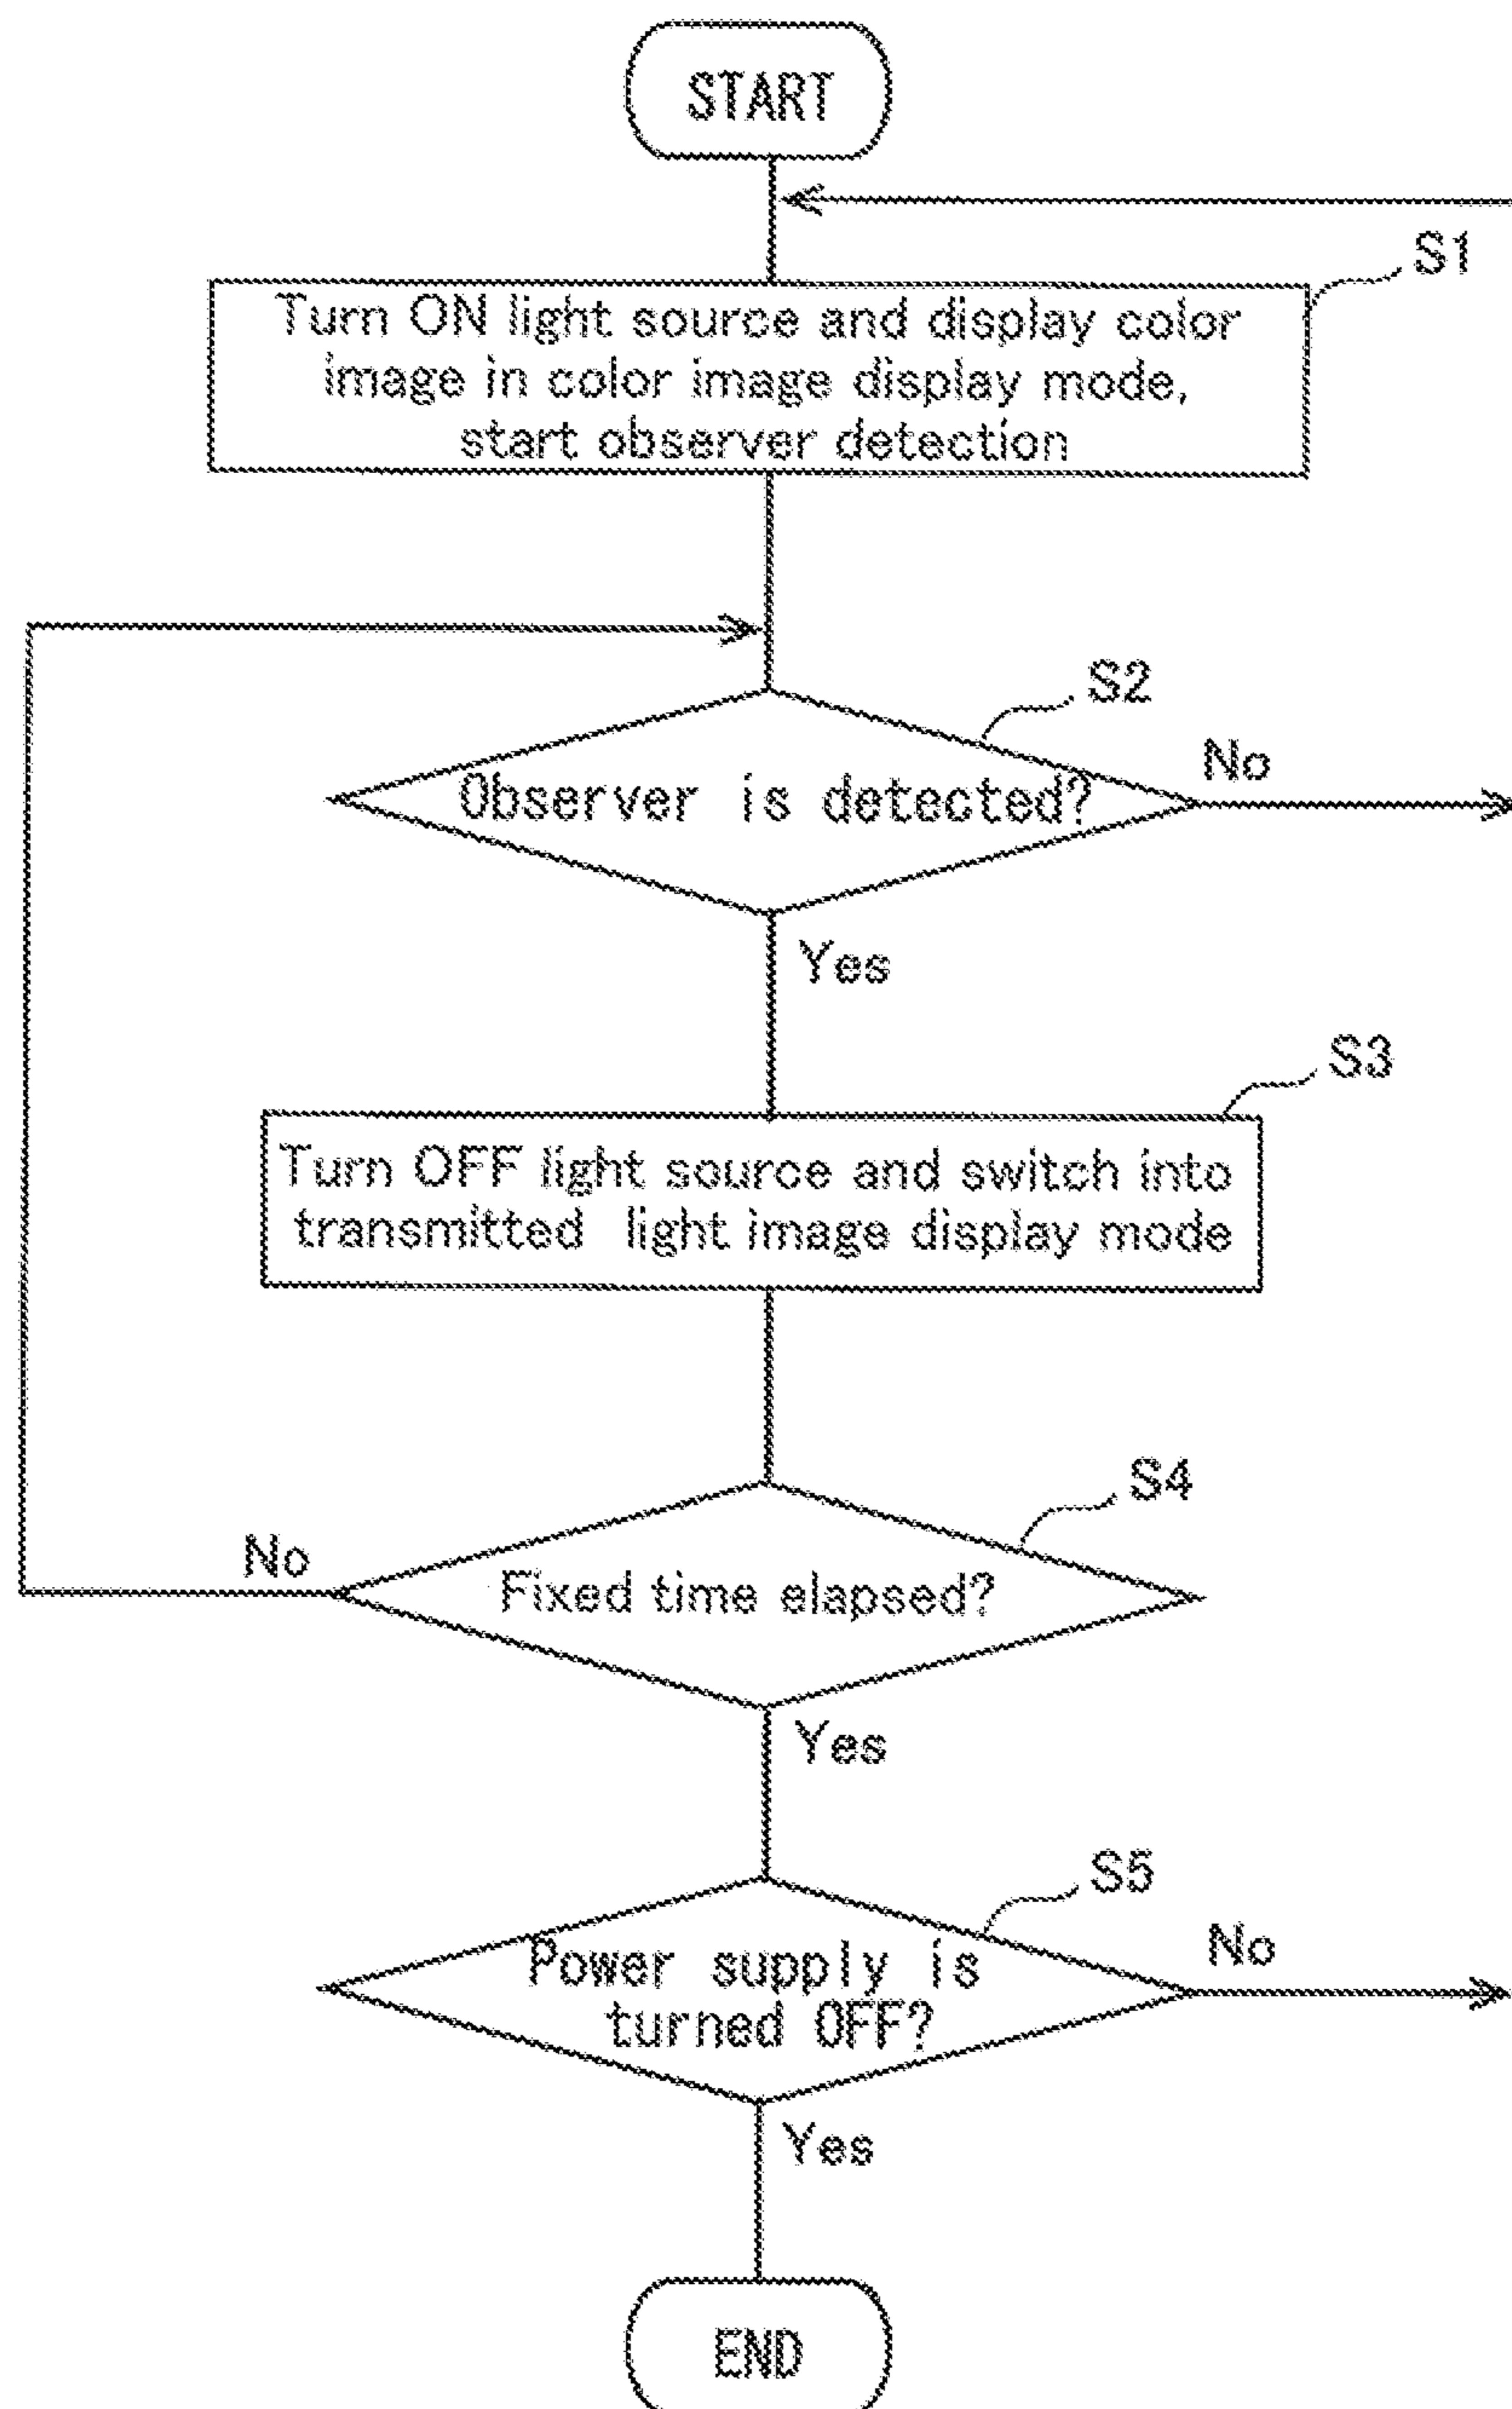 START
S1
Turn ON light source and display color
image in color image display mode,
start observer detection
S2
Observer is detected?
No
Yes
S3
Turn OFF light source and switch into
transmitted light image display mode
S4
No
Fixed time elapsed?
Yes
S5
Power supply is
turned OFF?
No
Yes
END